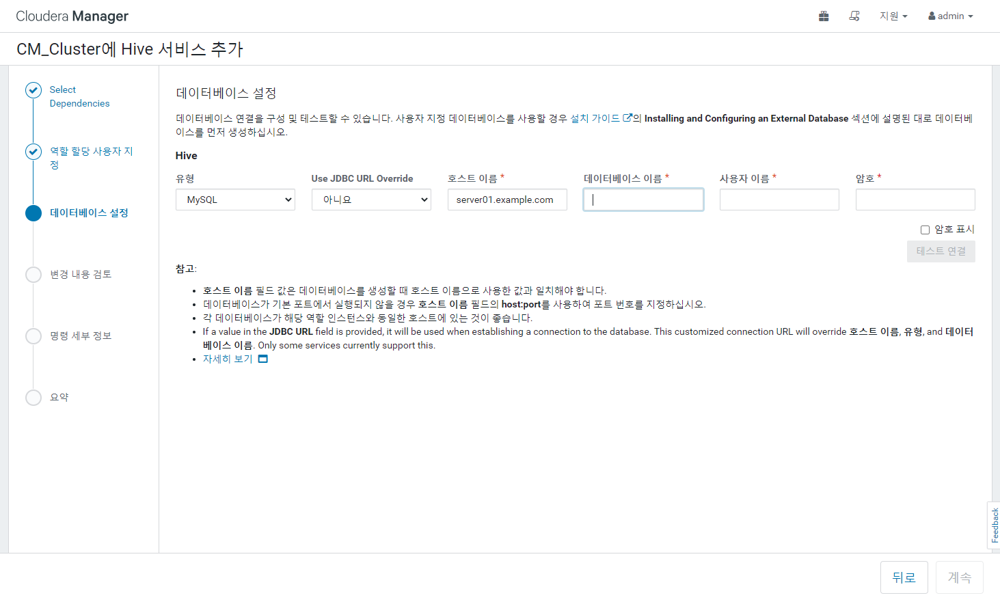 Cloudera Manager
지원
admin
CM_Cluster에 Hive 서비스 추가
Select
Dependencies
역할 할당 사용자 지
정
데이터베이스 설정
변경 내용 검토
명령 세부 정보
요약
데이터베이스 설정
데이터베이스 연결을 구성 및 테스트할 수 있습니다. 사용자 지정 데이터베이스를 사용할 경우 설치 가이드의 Installing and Configuring an External Database 섹션에 설명된 대로 데이터베
이스를 먼저 생성하십시오.
Hive
유형 Use JDBC URL Override 호스트 이름 * 데이터베이스 이름 * 사용자 이름 * 암호 *
MySQL 아니요 server01.example.com
암호 표시
테스트 연결
참고:
• 호스트 이름 필드 값은 데이터베이스를 생성할 때 호스트 이름으로 사용한 값과 일치해야 합니다.
• 데이터베이스가 기본 포트에서 실행되지 않을 경우 호스트 이름 필드의 host:port를 사용하여 포트 번호를 지정하십시오.
• 각 데이터베이스가 해당 역할 인스턴스와 동일한 호스트에 있는 것이 좋습니다.
• If a value in the JDBC URL field is provided, it will be used when establishing a connection to the database. This customized connection URL will override 호스트 이름, 유형, and 데이터
베이스 이름. Only some services currently support this.
• 자세히 보기
Feedback
뒤로 계속